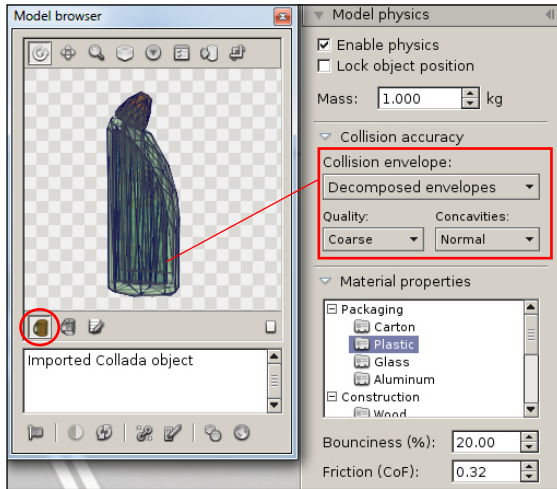 Model browser
Imported Collada object
Model physics
Enable physics
Lock object position
Mass: 1.000 kg
Collision accuracy
Collision envelope:
Decomposed envelopes
Quality: Concavities:
Coarse Normal
Material properties
Packaging
Carton
Plastic
Glass
Aluminum
Construction
Wood
Bounciness (%): 20.00
Friction (CoF): 0.32